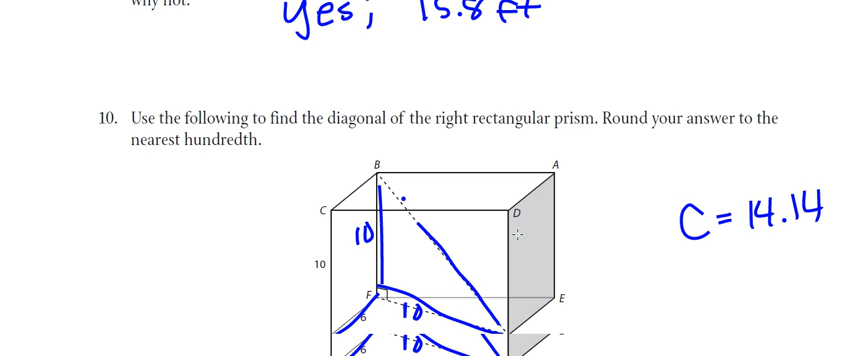 why not.
yes; 15.8 ft
10. Use the following to find the diagonal of the right rectangular prism. Round your answer to the
nearest hundredth.
B
A
C
D
C = 14.14
10
10
F
E
6
10
6
10